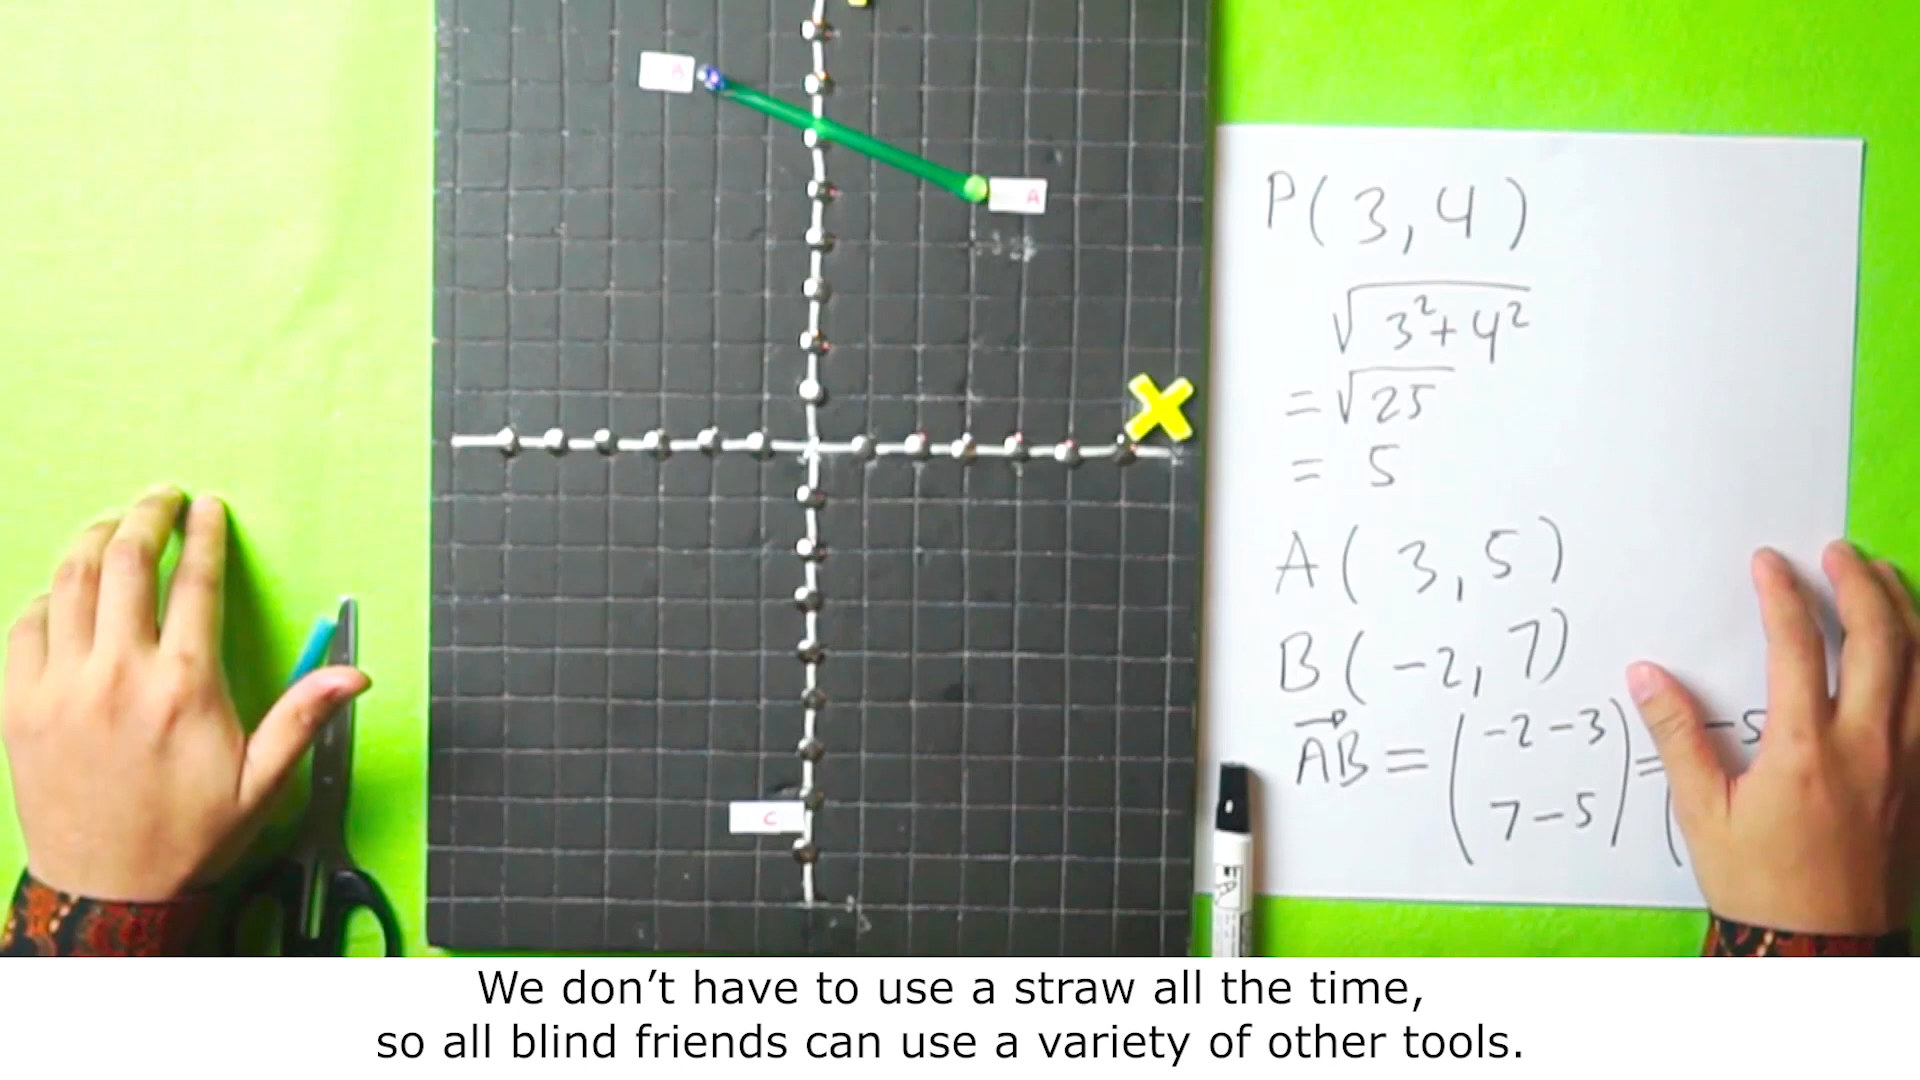 B
A
X
C
P(3,4)
√3²+4²
=√25
= 5
A(3,5)
B(-2,7)
AB = (-2-3 7-5) = (-5
We don't have to use a straw all the time,
so all blind friends can use a variety of other tools.